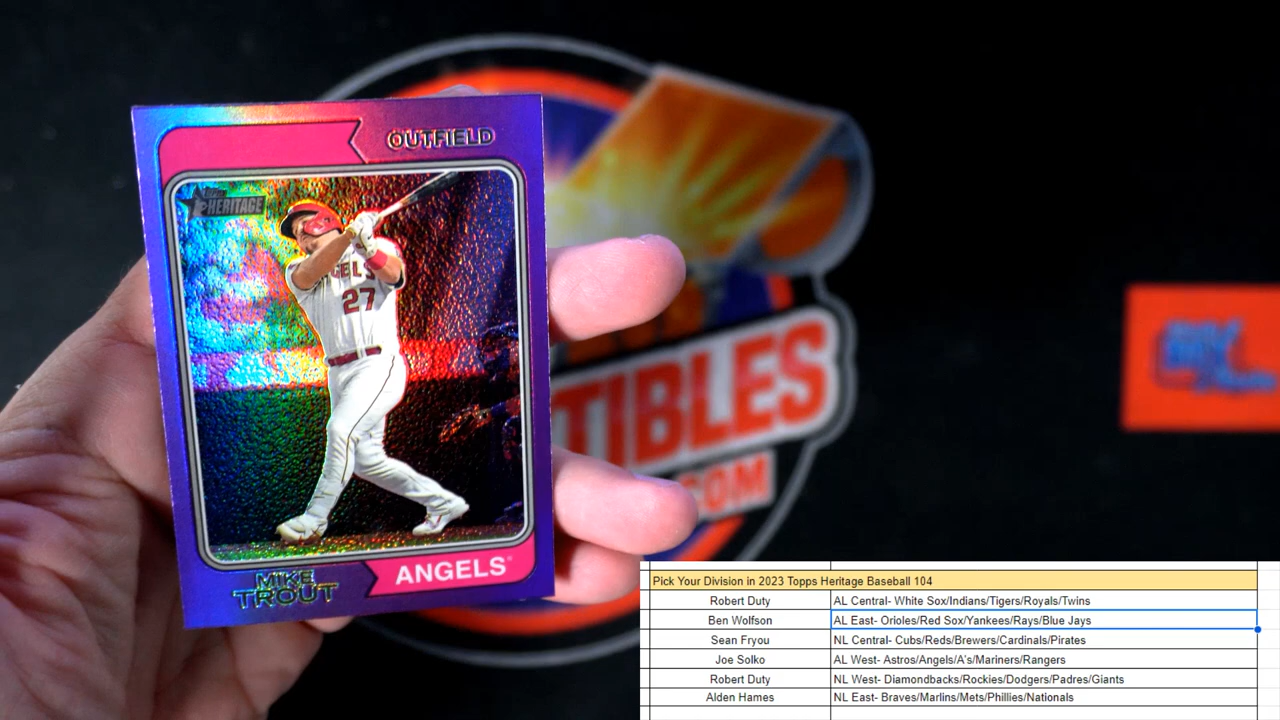 OUTFIELD
HERITAGE
ANGELS
27
MIKE
TROUT
ANGELS
TIBLES
.COM
Pick Your Division in 2023 Topps Heritage Baseball 104
Robert Duty AL Central- White Sox/Indians/Tigers/Royals/Twins
Ben Wolfson AL East- Orioles/Red Sox/Yankees/Rays/Blue Jays
Sean Fryou NL Central- Cubs/Reds/Brewers/Cardinals/Pirates
Joe Solko AL West- Astros/Angels/A's/Mariners/Rangers
Robert Duty NL West- Diamondbacks/Rockies/Dodgers/Padres/Giants
Alden Hames NL East- Braves/Marlins/Mets/Phillies/Nationals